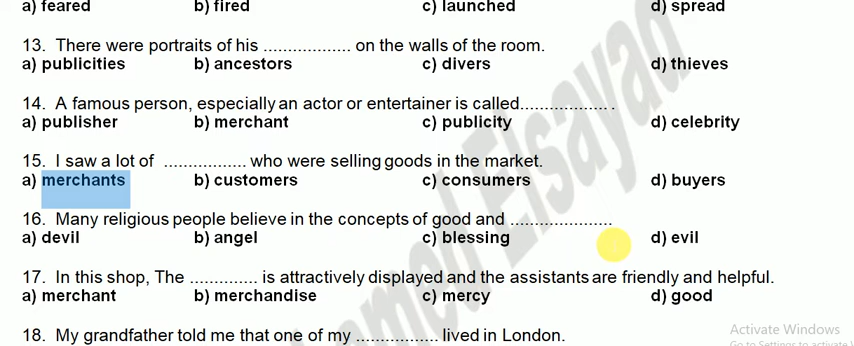 a) feared b) fired c) launched d) spread
13. There were portraits of his .................. on the walls of the room.
a) publicities b) ancestors c) divers d) thieves
14. A famous person, especially an actor or entertainer is called.................. .
a) publisher b) merchant c) publicity d) celebrity
15. I saw a lot of ................. who were selling goods in the market.
a) merchants b) customers c) consumers d) buyers
16. Many religious people believe in the concepts of good and .....................
a) devil b) angel c) blessing d) evil
17. In this shop, The .............. is attractively displayed and the assistants are friendly and helpful.
a) merchant b) merchandise c) mercy d) good
18. My grandfather told me that one of my ................. lived in London.
Activate Windows
Go to Settings to activate
Elsayah